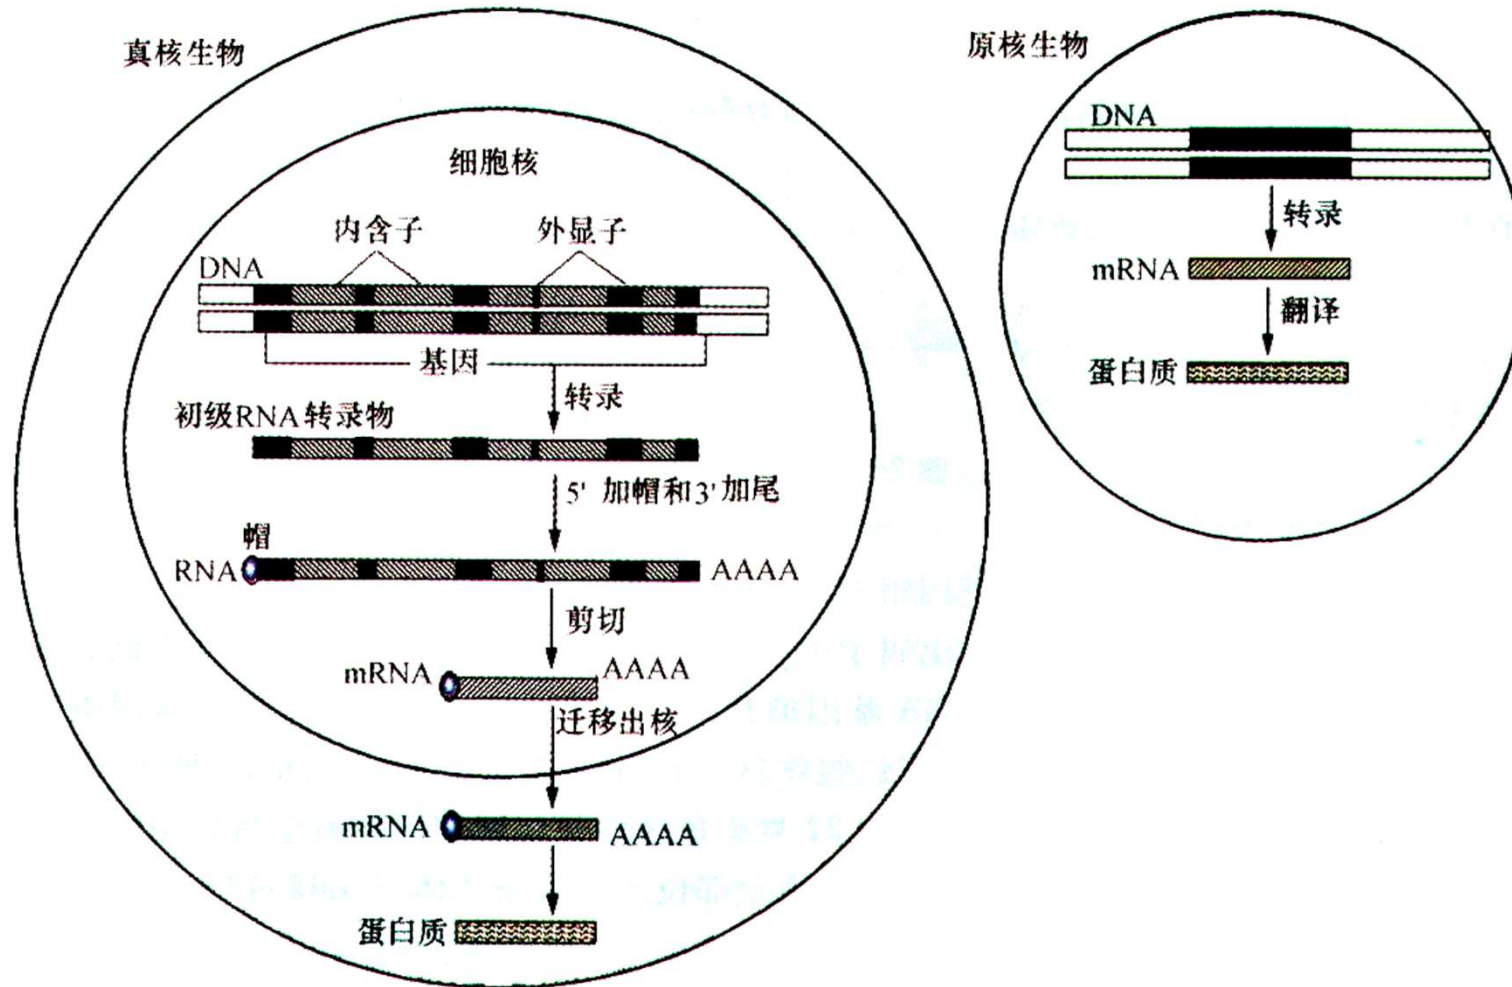 真核生物
细胞核
内含子
外显子
DNA
基因
转录
初级RNA转录物
5' 加帽和3'加尾
帽
RNA
AAAA
剪切
mRNA
AAAA
迁移出核
mRNA
AAAA
蛋白质
原核生物
DNA
转录
mRNA
翻译
蛋白质